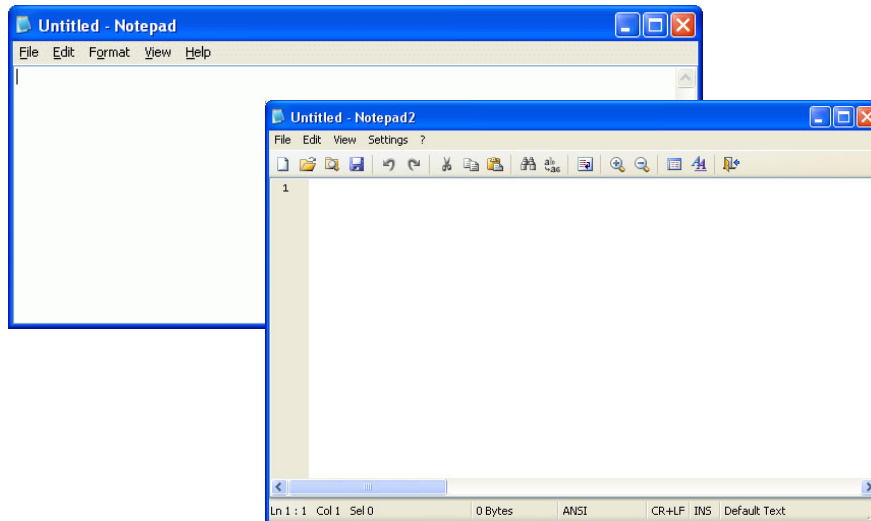 Untitled - Notepad
File Edit Format View Help
Untitled - Notepad2
File Edit View Settings ?
1
Ln 1 : 1 Col 1 Sel 0 0 Bytes ANSI CR+LF INS Default Text